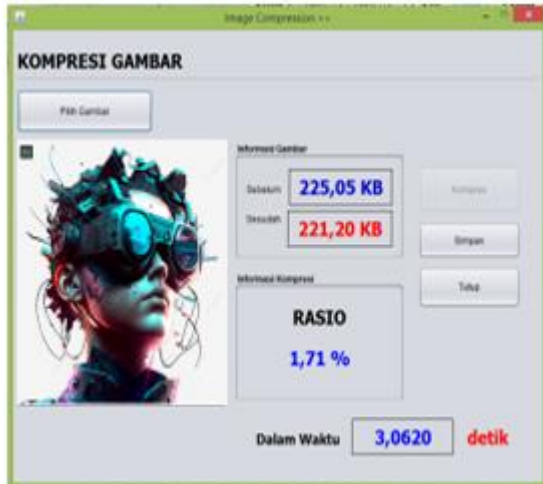 Image Compression ++
KOMPRESI GAMBAR
Pilih Gambar
Informasi Gambar
Sebelum 225,05 KB
Sesudah 221,20 KB
Kompres
Simpan
Tutup
Informasi Kompresi
RASIO
1,71 %
Dalam Waktu 3,0620 detik